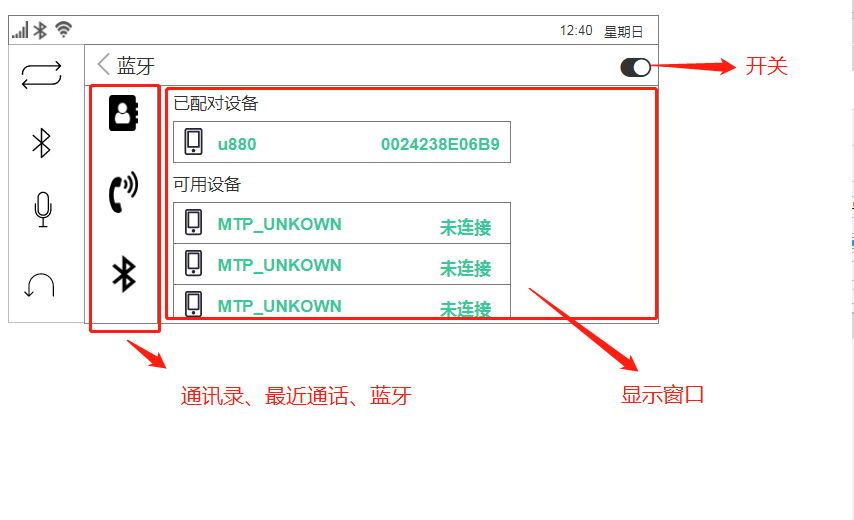 12:40 星期日
蓝牙
开关
已配对设备
u880 0024238E06B9
可用设备
MTP_UNKOWN 未连接
MTP_UNKOWN 未连接
MTP_UNKOWN 未连接
通讯录、最近通话、蓝牙
显示窗口